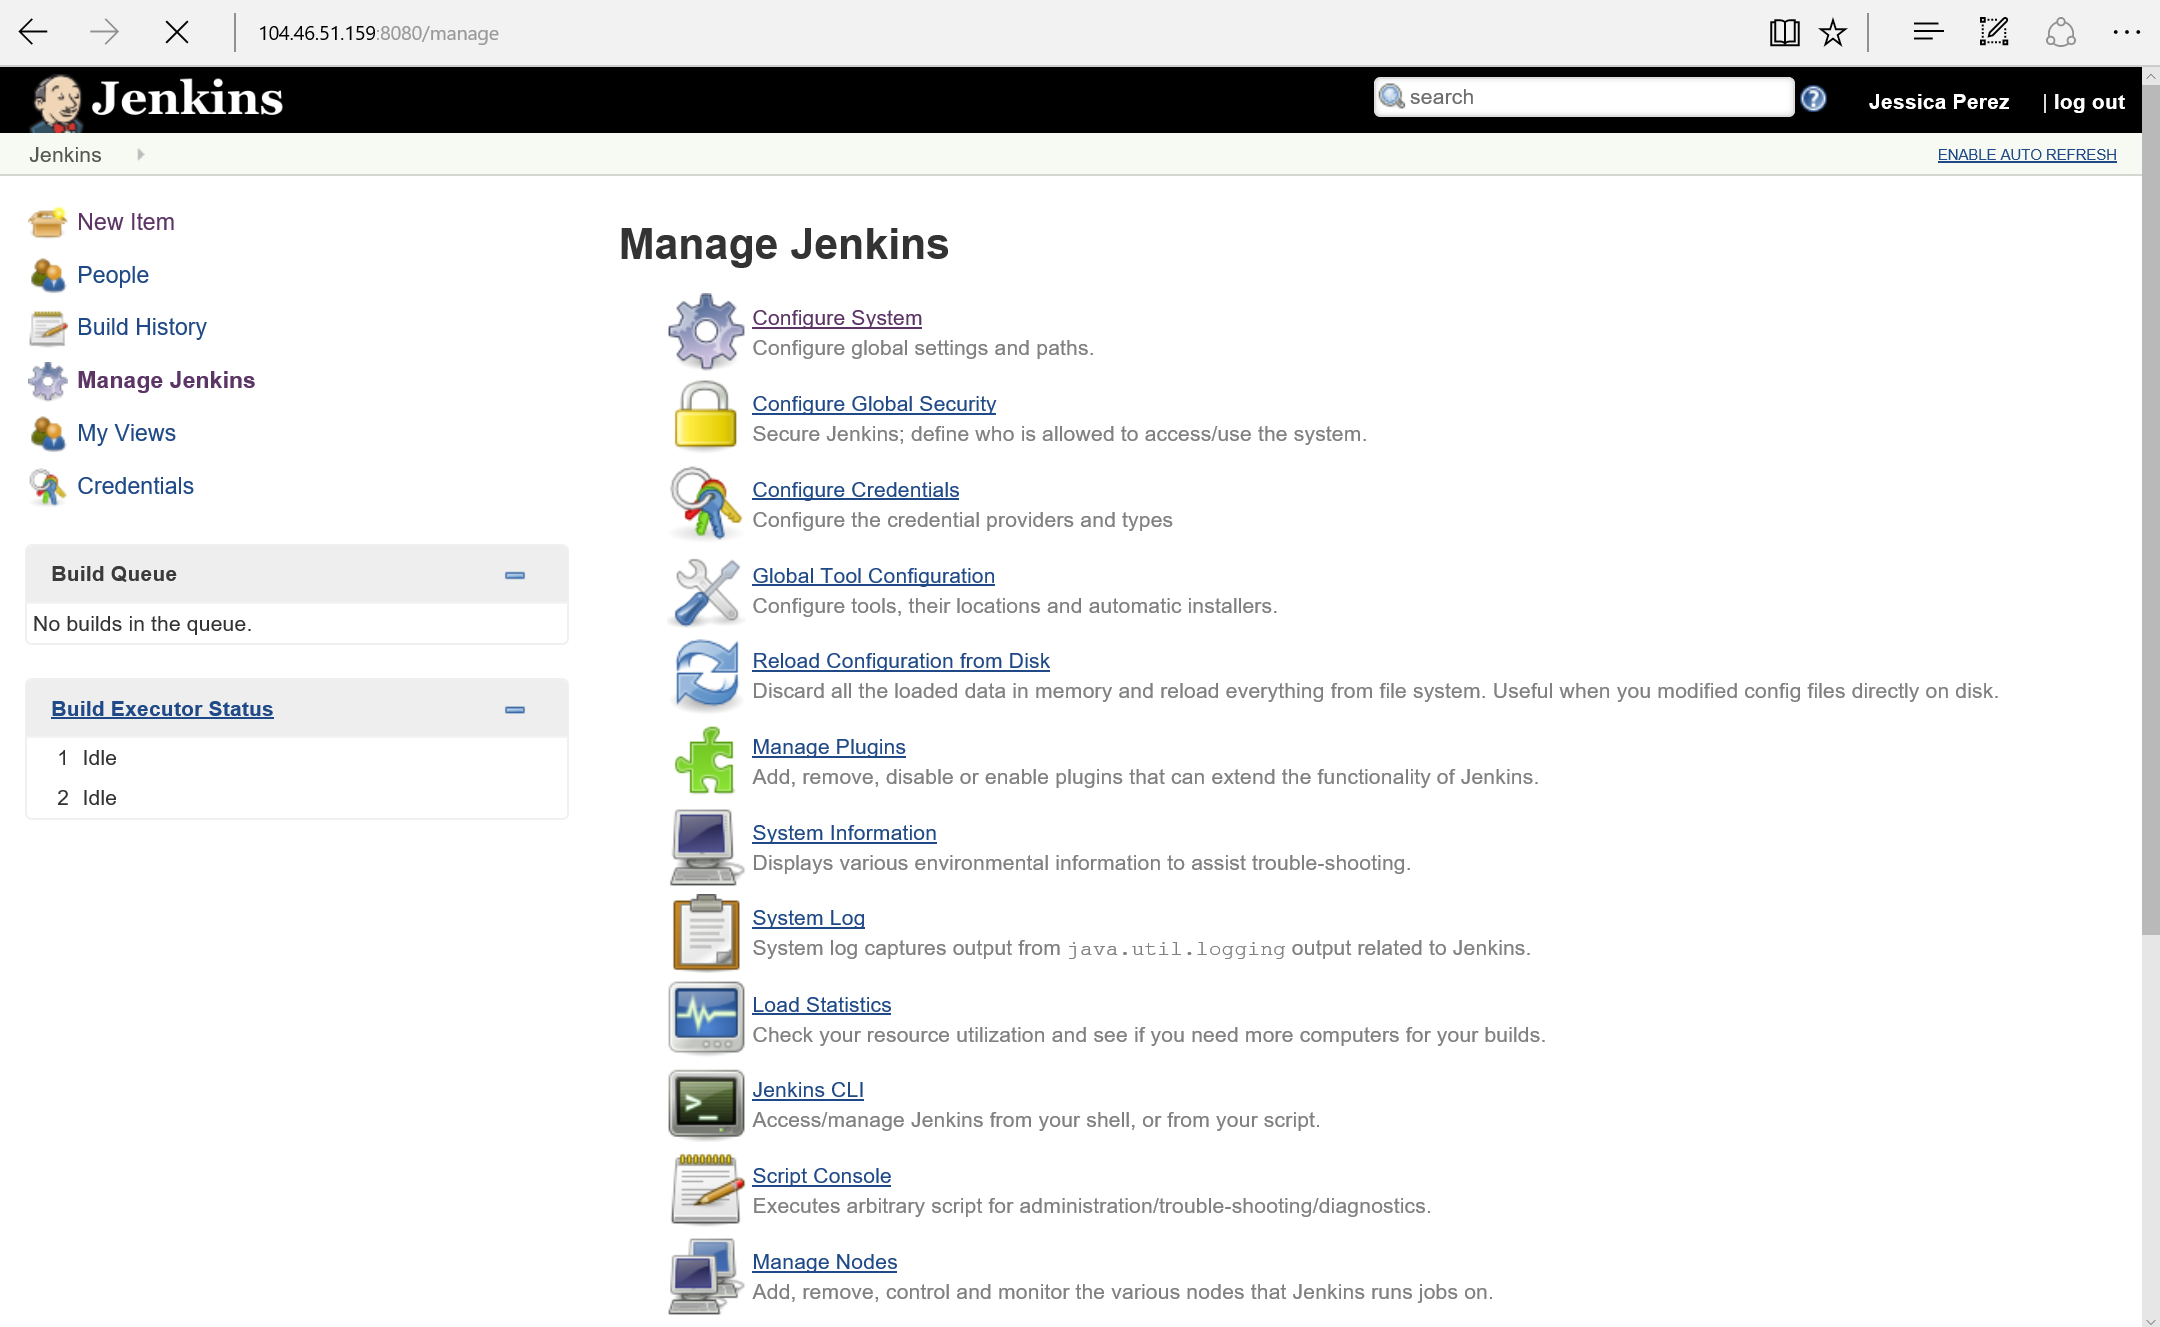 104.46.51.159:8080/manage
Jenkins
search
Jessica Perez
| log out
Jenkins
ENABLE AUTO REFRESH
New Item
People
Build History
Manage Jenkins
My Views
Credentials
Build Queue
No builds in the queue.
Build Executor Status
1 Idle
2 Idle
Manage Jenkins
Configure System
Configure global settings and paths.
Configure Global Security
Secure Jenkins; define who is allowed to access/use the system.
Configure Credentials
Configure the credential providers and types
Global Tool Configuration
Configure tools, their locations and automatic installers.
Reload Configuration from Disk
Discard all the loaded data in memory and reload everything from file system. Useful when you modified config files directly on disk.
Manage Plugins
Add, remove, disable or enable plugins that can extend the functionality of Jenkins.
System Information
Displays various environmental information to assist trouble-shooting.
System Log
System log captures output from java.util.logging output related to Jenkins.
Load Statistics
Check your resource utilization and see if you need more computers for your builds.
Jenkins CLI
Access/manage Jenkins from your shell, or from your script.
Script Console
Executes arbitrary script for administration/trouble-shooting/diagnostics.
Manage Nodes
Add, remove, control and monitor the various nodes that Jenkins runs jobs on.